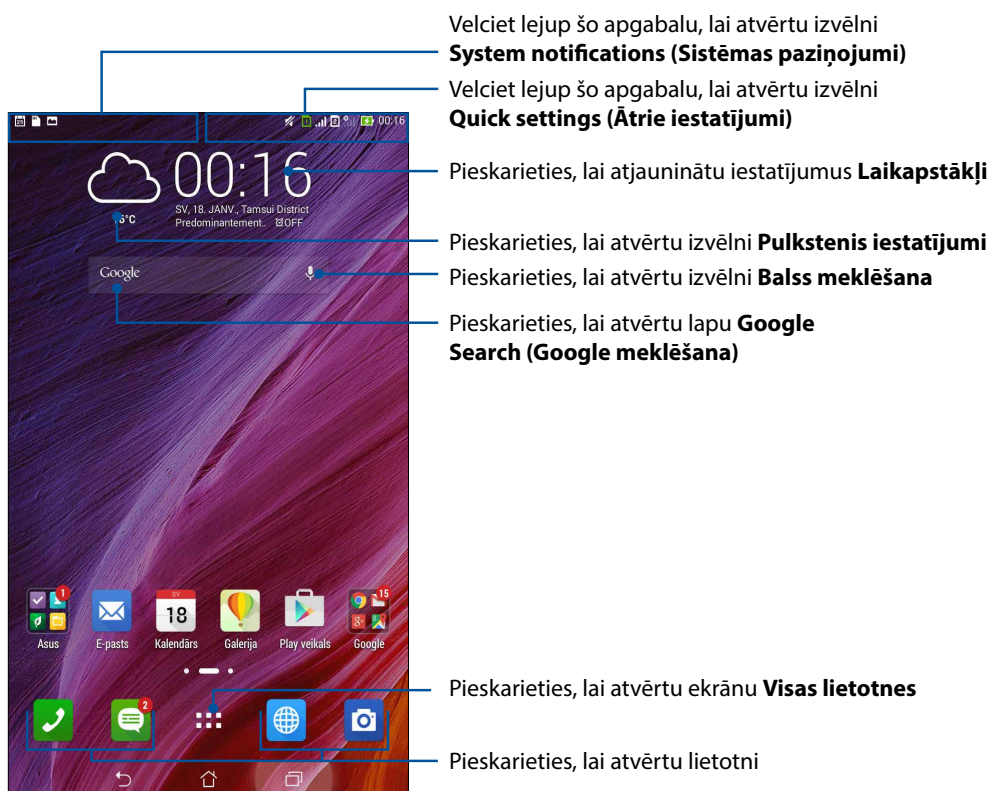 Velciet lejup šo apgabalu, lai atvērtu izvēlni
System notifications (Sistēmas paziņojumi)
Velciet lejup šo apgabalu, lai atvērtu izvēlni
Quick settings (Ātrie iestatījumi)
Pieskarieties, lai atjauninātu iestatījumus Laikapstākļi
Pieskarieties, lai atvērtu izvēlni Pulkstenis iestatījumi
Pieskarieties, lai atvērtu izvēlni Balss meklēšana
Pieskarieties, lai atvērtu lapu Google
Search (Google meklēšana)
Pieskarieties, lai atvērtu ekrānu Visas lietotnes
Pieskarieties, lai atvērtu lietotni
00:16
00:16
SV, 18. JANV., Tamsui District
Predominantement.. OFF
Google
1
SV
18
15
Asus
E-pasts
Kalendārs
Galerija
Play veikals
Google
2